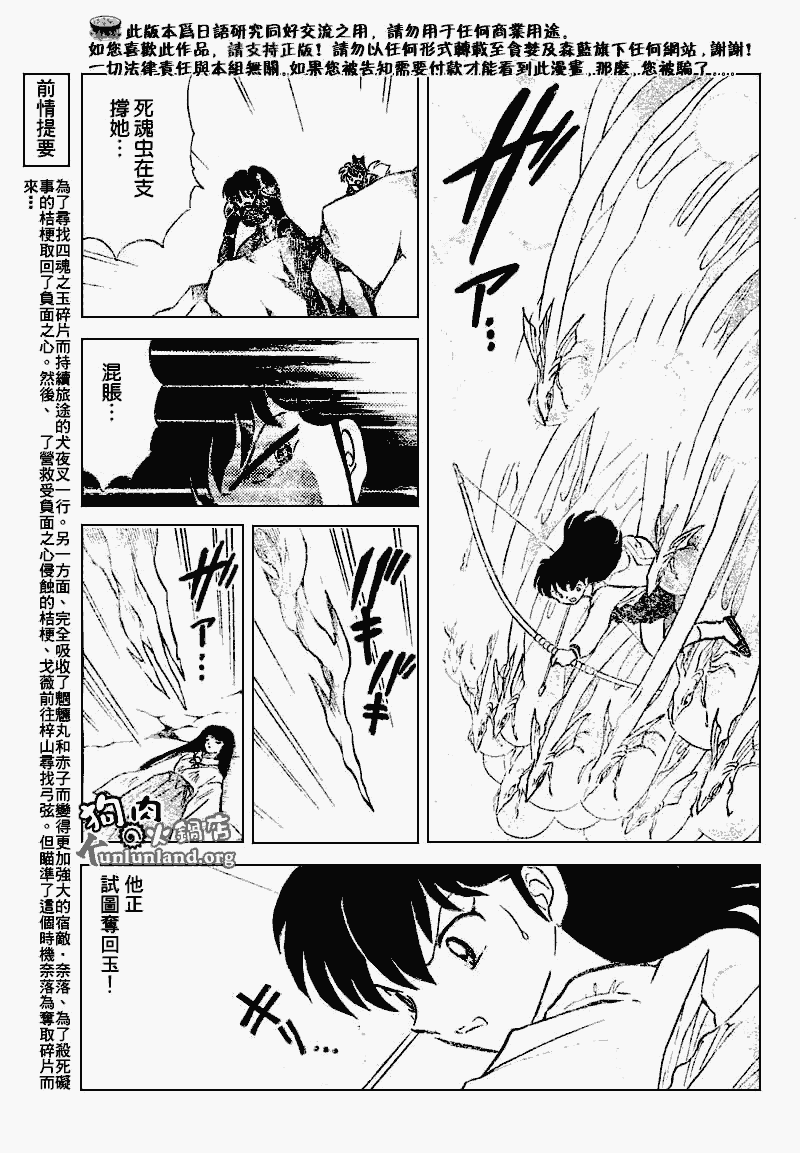 此版本爲日語研究同好交流之用，請勿用于任何商業用途。
如您喜歡此作品，請支持正版！請勿以任何形式轉載至貪婪及森藍旗下任何網站，謝謝！
一切法律責任與本組無關。如果您被告知需要付款才能看到此漫畫，那麽，您被騙了……
前情提要
為了尋找四魂之玉碎片而持續旅途的犬夜叉一行。另一方面、完全吸收了魍魎丸和赤子而變得更加強大的宿敵・奈落、為了殺死礙
事的桔梗取回了負面之心。然後、 了營救受負面之心侵蝕的桔梗、戈薇前往梓山尋找弓弦。但瞄準了這個時機奈落為奪取碎片而
來…
ザァ…
死魂虫在支
撐她…
混賬…
ギギ
ザァ…
狗肉火鍋店
Kunlunland.org
他正
試圖奪回玉！
キッ…